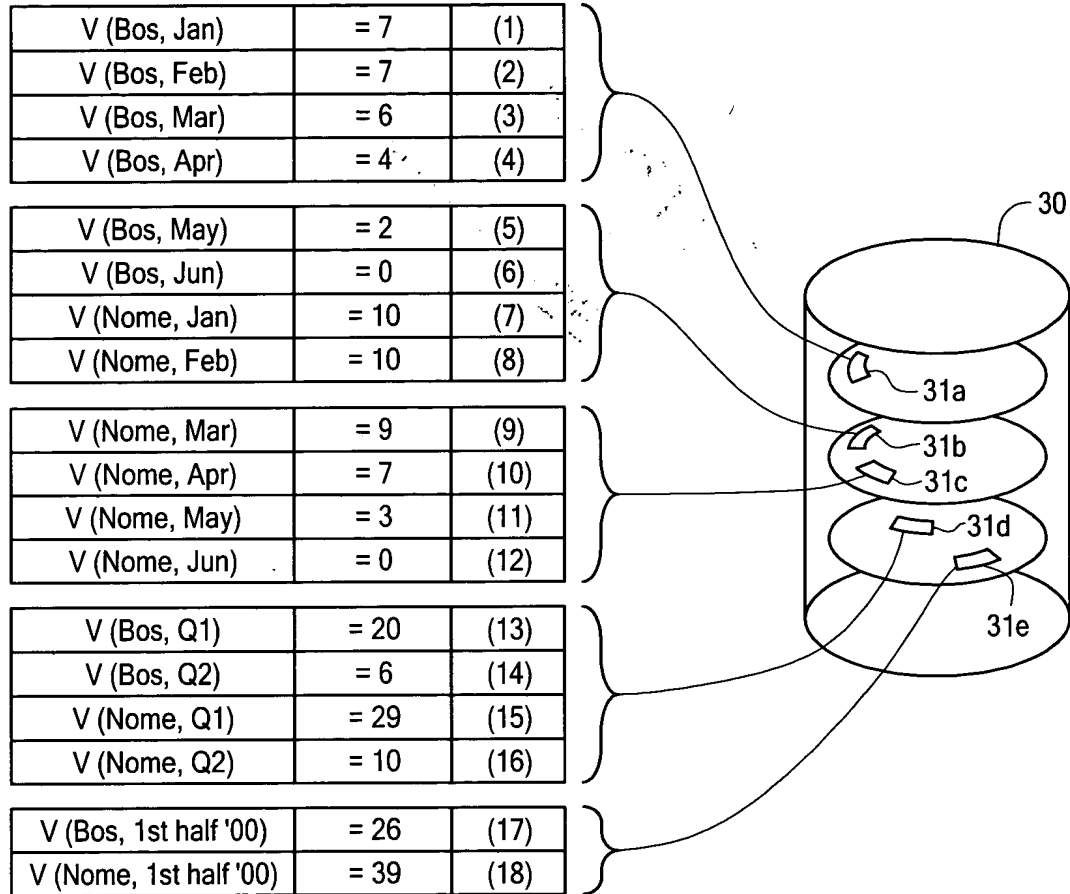 V (Bos, Jan) = 7 (1)
V (Bos, Feb) = 7 (2)
V (Bos, Mar) = 6 (3)
V (Bos, Apr) = 4 (4)
V (Bos, May) = 2 (5)
V (Bos, Jun) = 0 (6)
V (Nome, Jan) = 10 (7)
V (Nome, Feb) = 10 (8)
V (Nome, Mar) = 9 (9)
V (Nome, Apr) = 7 (10)
V (Nome, May) = 3 (11)
V (Nome, Jun) = 0 (12)
V (Bos, Q1) = 20 (13)
V (Bos, Q2) = 6 (14)
V (Nome, Q1) = 29 (15)
V (Nome, Q2) = 10 (16)
V (Bos, 1st half '00) = 26 (17)
V (Nome, 1st half '00) = 39 (18)
30
31a
31b
31c
31d
31e